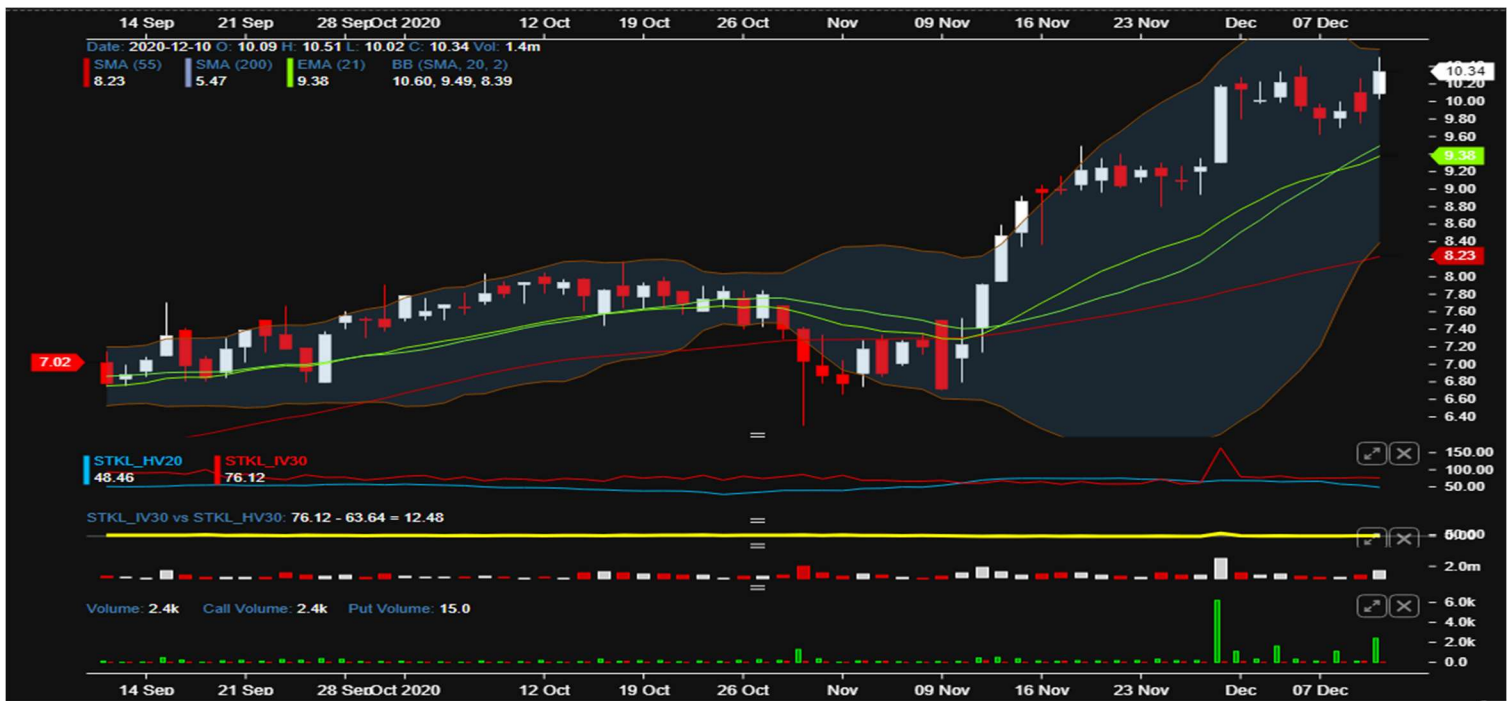 14 Sep 21 Sep 28 Sep Oct 2020 12 Oct 19 Oct 26 Oct Nov 09 Nov 16 Nov 23 Nov Dec 07 Dec
Date: 2020-12-10 O: 10.09 H: 10.51 L: 10.02 C: 10.34 Vol: 1.4m
SMA (55) SMA (200) EMA (21) BB (SMA, 20, 2)
8.23 5.47 9.38 10.60, 9.49, 8.39
10.34
10.20
10.00
9.80
9.60
9.38
9.20
9.00
8.80
8.60
8.40
8.23
8.00
7.80
7.60
7.40
7.20
7.02
7.00
6.80
6.60
6.40
STKL_HV20 STKL_IV30
48.46 76.12
150.00
100.00
50.00
STKL_IV30 vs STKL_HV30: 76.12 - 63.64 = 12.48
2.0m
Volume: 2.4k Call Volume: 2.4k Put Volume: 15.0
6.0k
4.0k
2.0k
0.0
14 Sep 21 Sep 28 Sep Oct 2020 12 Oct 19 Oct 26 Oct Nov 09 Nov 16 Nov 23 Nov Dec 07 Dec